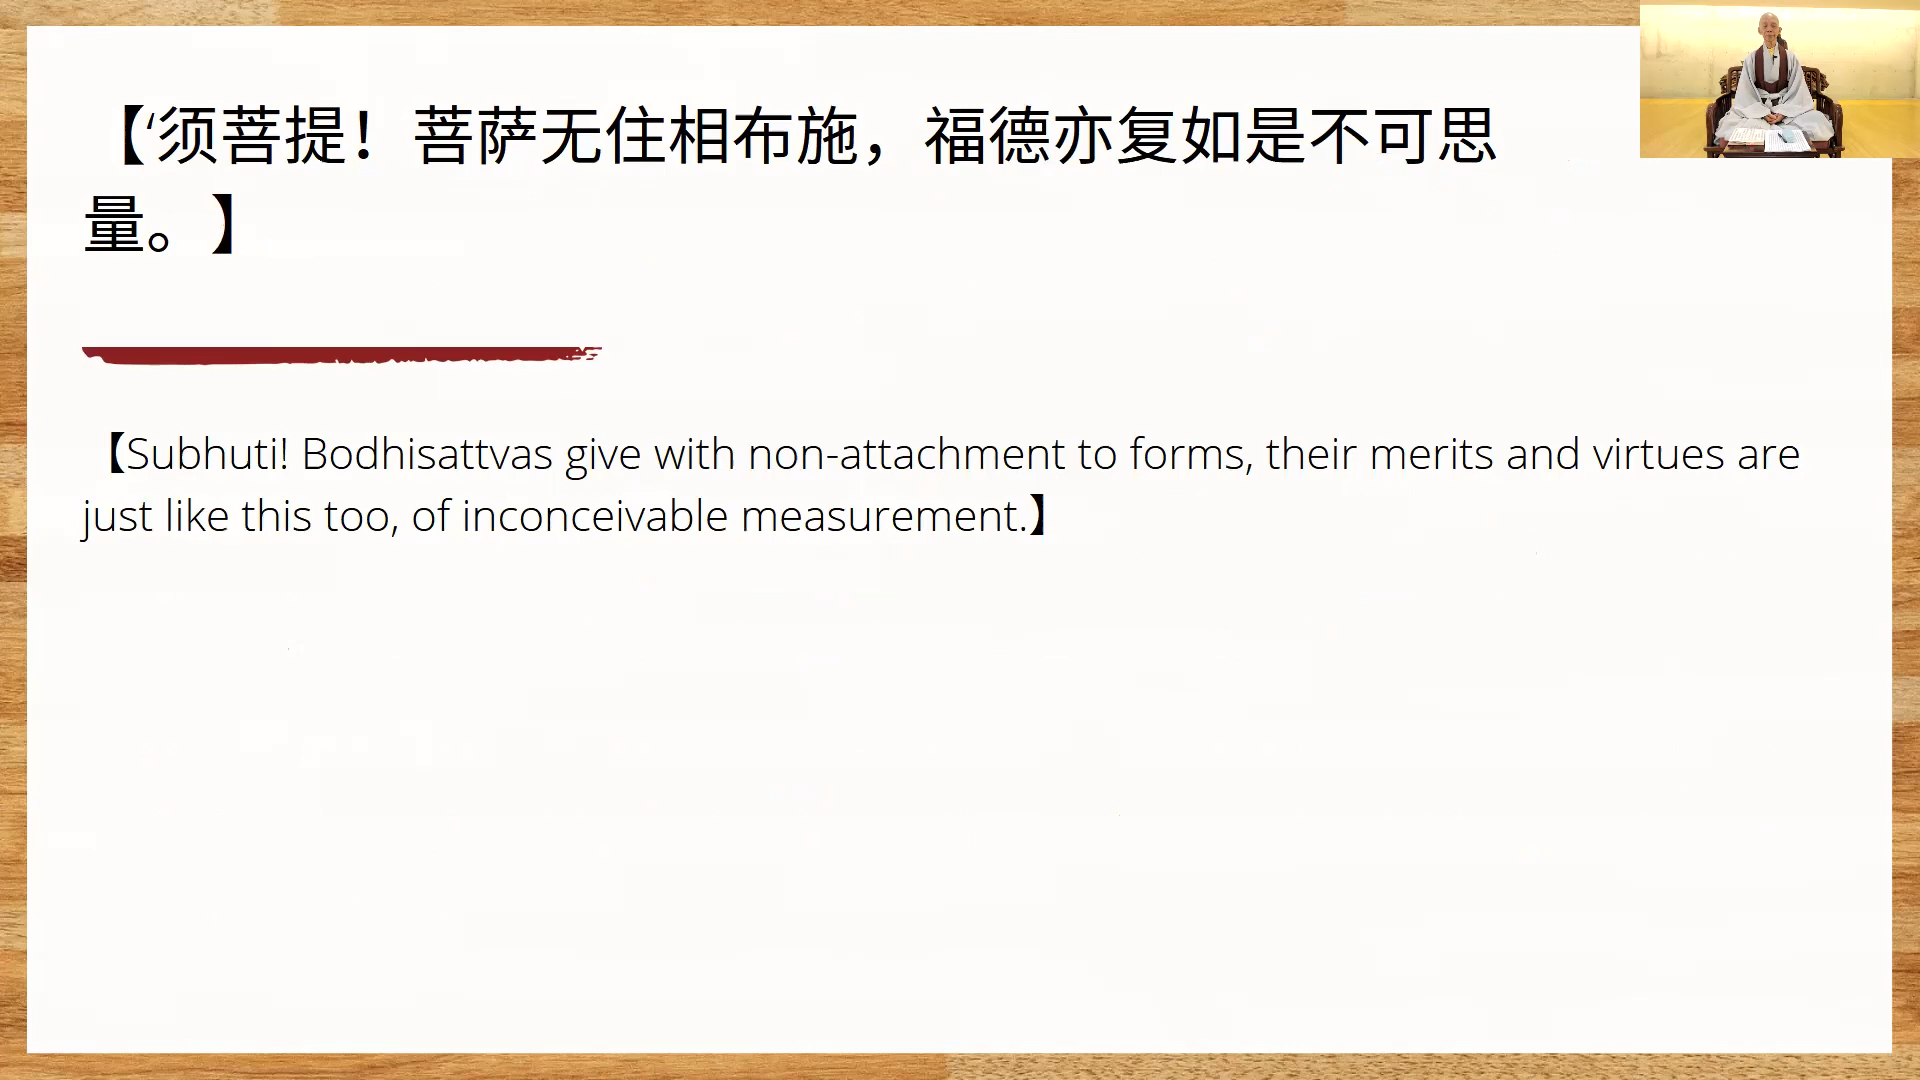 【‘须菩提！菩萨无住相布施，福德亦复如是不可思
量。】
【Subhuti! Bodhisattvas give with non-attachment to forms, their merits and virtues are
just like this too, of inconceivable measurement.】